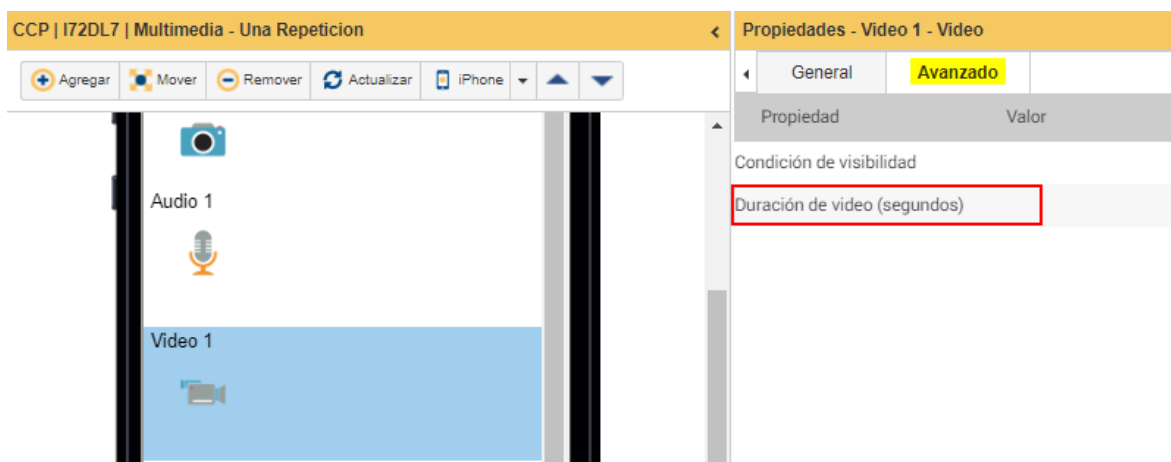 CCP | I72DL7 | Multimedia - Una Repeticion
Agregar Mover Remover Actualizar iPhone
Audio 1
Video 1
Propiedades - Video 1 - Video
General Avanzado
Propiedad Valor
Condición de visibilidad
Duración de video (segundos)